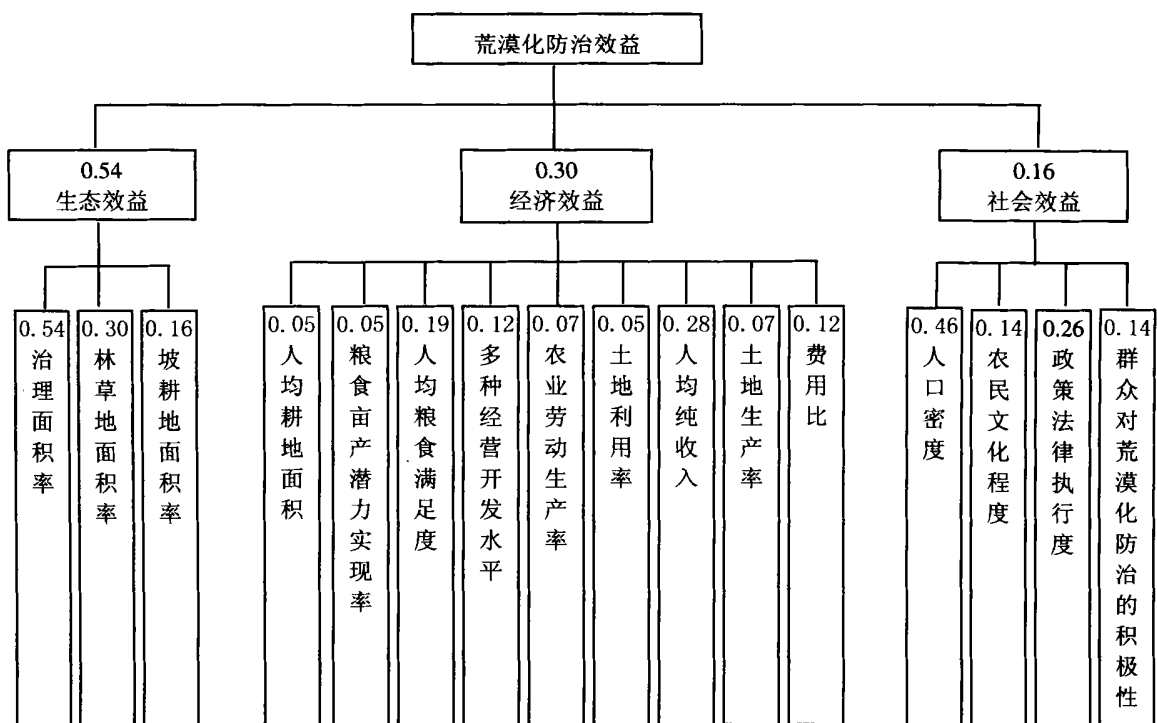 荒漠化防治效益
0.54
生态效益
0.30
经济效益
0.16
社会效益
0.54
治理面积率
0.30
林草地面积率
0.16
坡耕地面积率
0.05
人均耕地面积
0.05
粮食亩产潜力实现率
0.19
人均粮食满足度
0.12
多种经营开发水平
0.07
农业劳动生产率
0.05
土地利用率
0.28
人均纯收入
0.07
土地生产率
0.12
费用比
0.46
人口密度
0.14
农民文化程度
0.26
政策法律执行度
0.14
群众对荒漠化防治的积极性